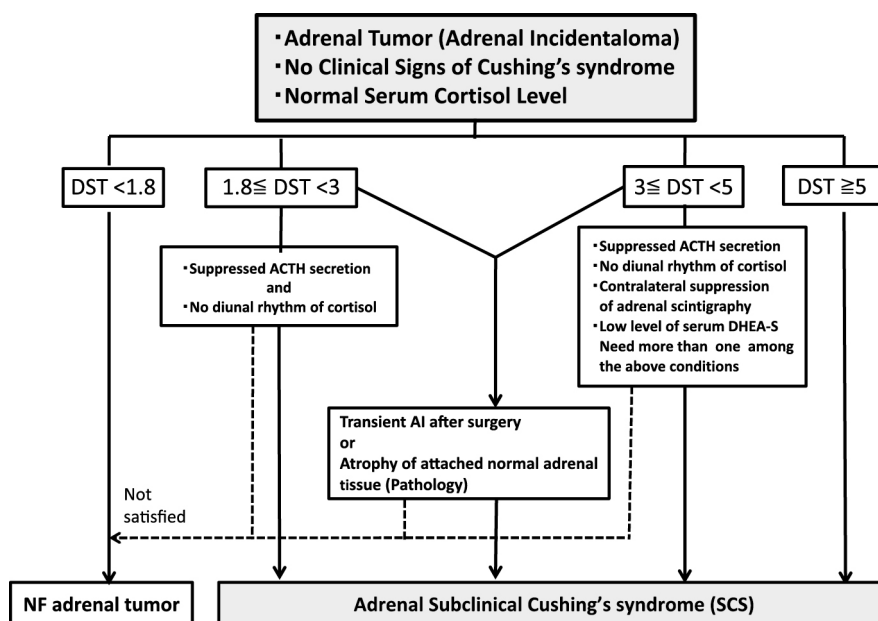 ・Adrenal Tumor (Adrenal Incidentaloma)
・No Clinical Signs of Cushing’s syndrome
・Normal Serum Cortisol Level
DST <1.8
1.8≦ DST <3
3≦ DST <5
DST ≧5
・Suppressed ACTH secretion
and
・No diunal rhythm of cortisol
・Suppressed ACTH secretion
・No diunal rhythm of cortisol
・Contralateral suppression
of adrenal scintigraphy
・Low level of serum DHEA-S
Need more than one among
the above conditions
Transient AI after surgery
or
Atrophy of attached normal adrenal
tissue (Pathology)
Not
satisfied
NF adrenal tumor
Adrenal Subclinical Cushing’s syndrome (SCS)